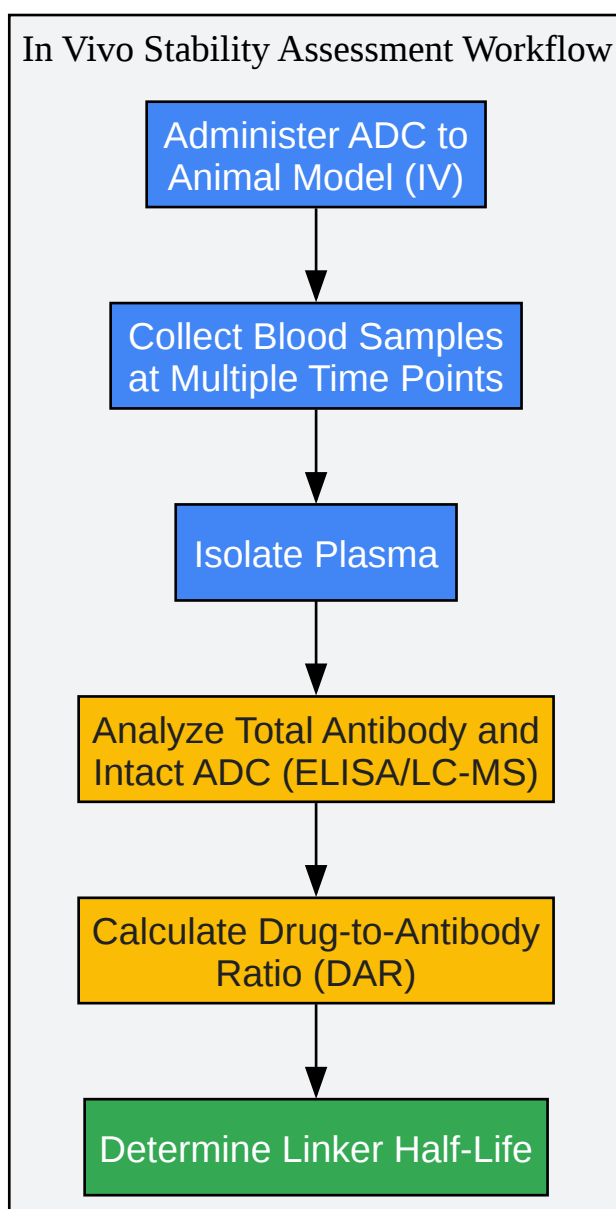 In Vivo Stability Assessment Workflow
Administer ADC to
Animal Model (IV)
Collect Blood Samples
at Multiple Time Points
Isolate Plasma
Analyze Total Antibody and
Intact ADC (ELISA/LC-MS)
Calculate Drug-to-Antibody
Ratio (DAR)
Determine Linker Half-Life